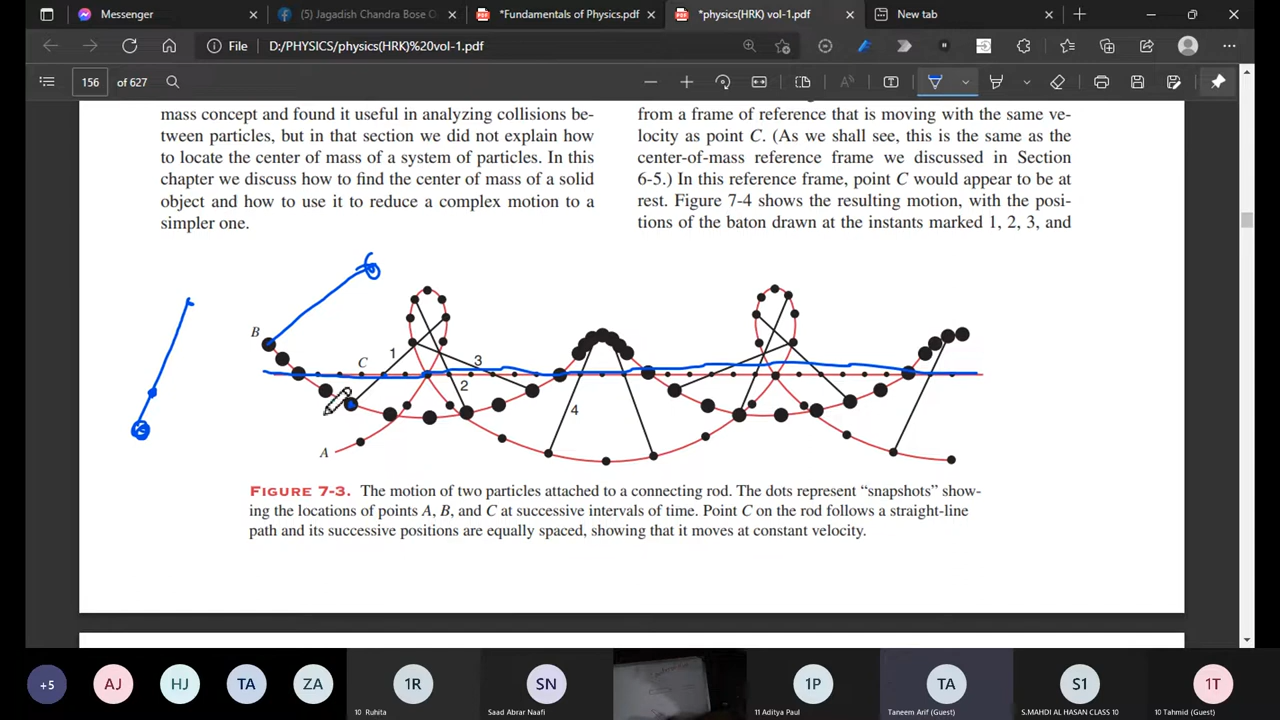 Messenger
(5) Jagadish Chandra Bose O
*Fundamentals of Physics.pdf
*physics(HRK) vol-1.pdf
New tab
File
D:/PHYSICS/physics(HRK)%20vol-1.pdf
156
of 627
mass concept and found it useful in analyzing collisions be-
tween particles, but in that section we did not explain how
to locate the center of mass of a system of particles. In this
chapter we discuss how to find the center of mass of a solid
object and how to use it to reduce a complex motion to a
simpler one.
from a frame of reference that is moving with the same ve-
locity as point C. (As we shall see, this is the same as the
center-of-mass reference frame we discussed in Section
6-5.) In this reference frame, point C would appear to be at
rest. Figure 7-4 shows the resulting motion, with the posi-
tions of the baton drawn at the instants marked 1, 2, 3, and
B
C
1
3
2
4
A
FIGURE 7-3. The motion of two particles attached to a connecting rod. The dots represent “snapshots” show-
ing the locations of points A, B, and C at successive intervals of time. Point C on the rod follows a straight-line
path and its successive positions are equally spaced, showing that it moves at constant velocity.
+5
AJ
HJ
TA
ZA
1R
10 Ruhita
SN
Saad Abrar Naafi
1P
11 Aditya Paul
TA
Taneem Arif (Guest)
S1
S.MAHDI AL HASAN CLASS 10
1T
10 Tahmid (Guest)